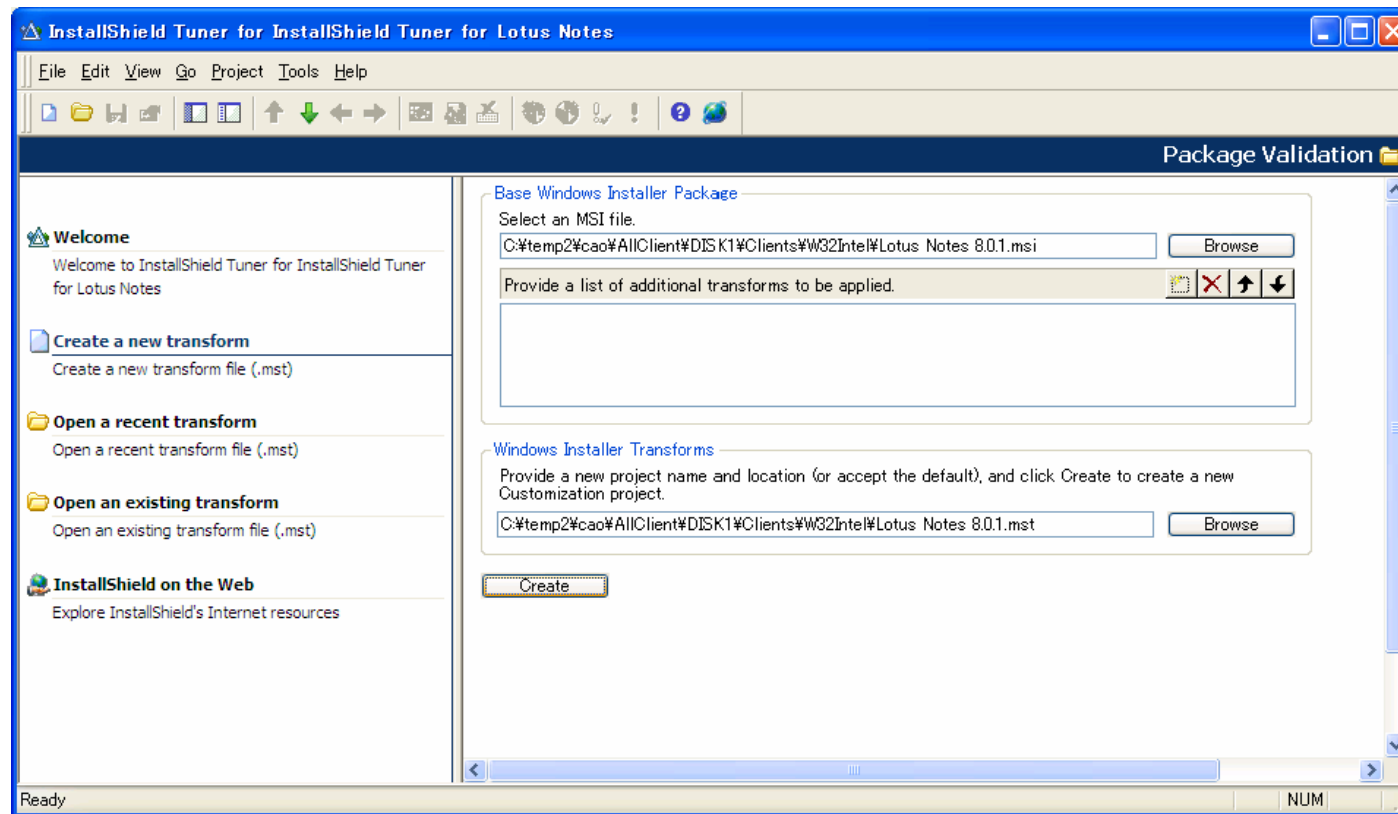 InstallShield Tuner for InstallShield Tuner for Lotus Notes
File Edit View Go Project Tools Help
Package Validation
Welcome
Welcome to InstallShield Tuner for InstallShield Tuner
for Lotus Notes
Create a new transform
Create a new transform file (.mst)
Open a recent transform
Open a recent transform file (.mst)
Open an existing transform
Open an existing transform file (.mst)
InstallShield on the Web
Explore InstallShield's Internet resources
Base Windows Installer Package
Select an MSI file.
C:¥temp2¥cao¥AllClient¥DISK1¥Clients¥W32Intel¥Lotus Notes 8.0.1.msi
Browse
Provide a list of additional transforms to be applied.
Windows Installer Transforms
Provide a new project name and location (or accept the default), and click Create to create a new
Customization project.
C:¥temp2¥cao¥AllClient¥DISK1¥Clients¥W32Intel¥Lotus Notes 8.0.1.mst
Browse
Create
Ready
NUM